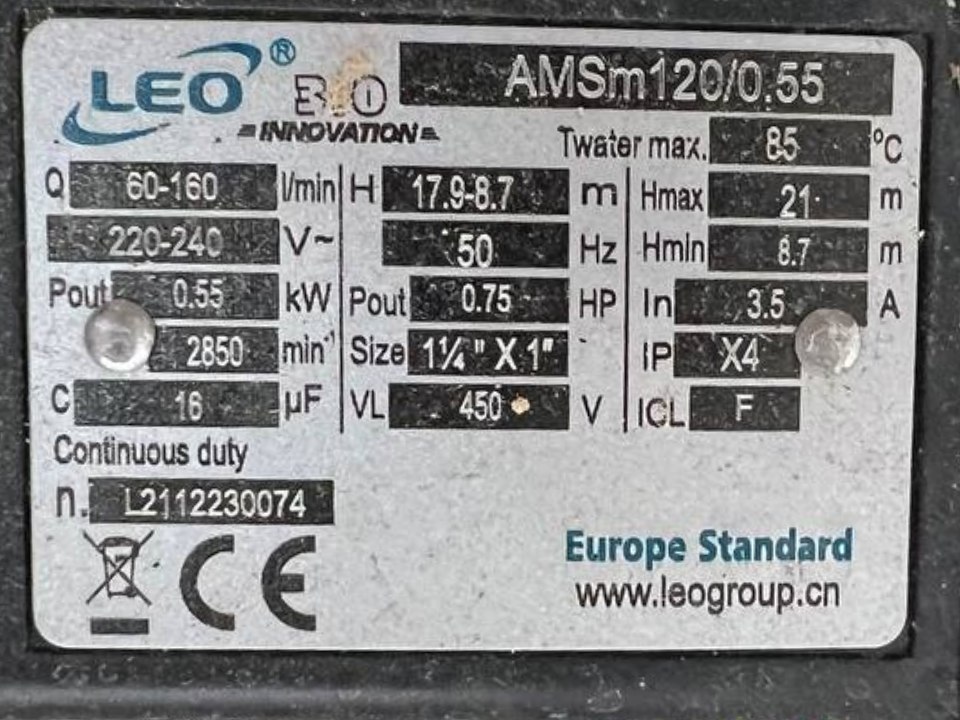 LEO® 3.0 INNOVATION AMSm120/0.55
Twater max. 85 °C
Q 60-160 l/min H 17.9-8.7 m Hmax 21 m
220-240 V~ 50 Hz Hmin 8.7 m
Pout 0.55 kW Pout 0.75 HP In 3.5 A
2850 min⁻¹ Size 1¼" X 1" IP X4
C 16 µF VL 450 V ICL F
Continuous duty
n. L2112230074
CE
Europe Standard
www.leogroup.cn